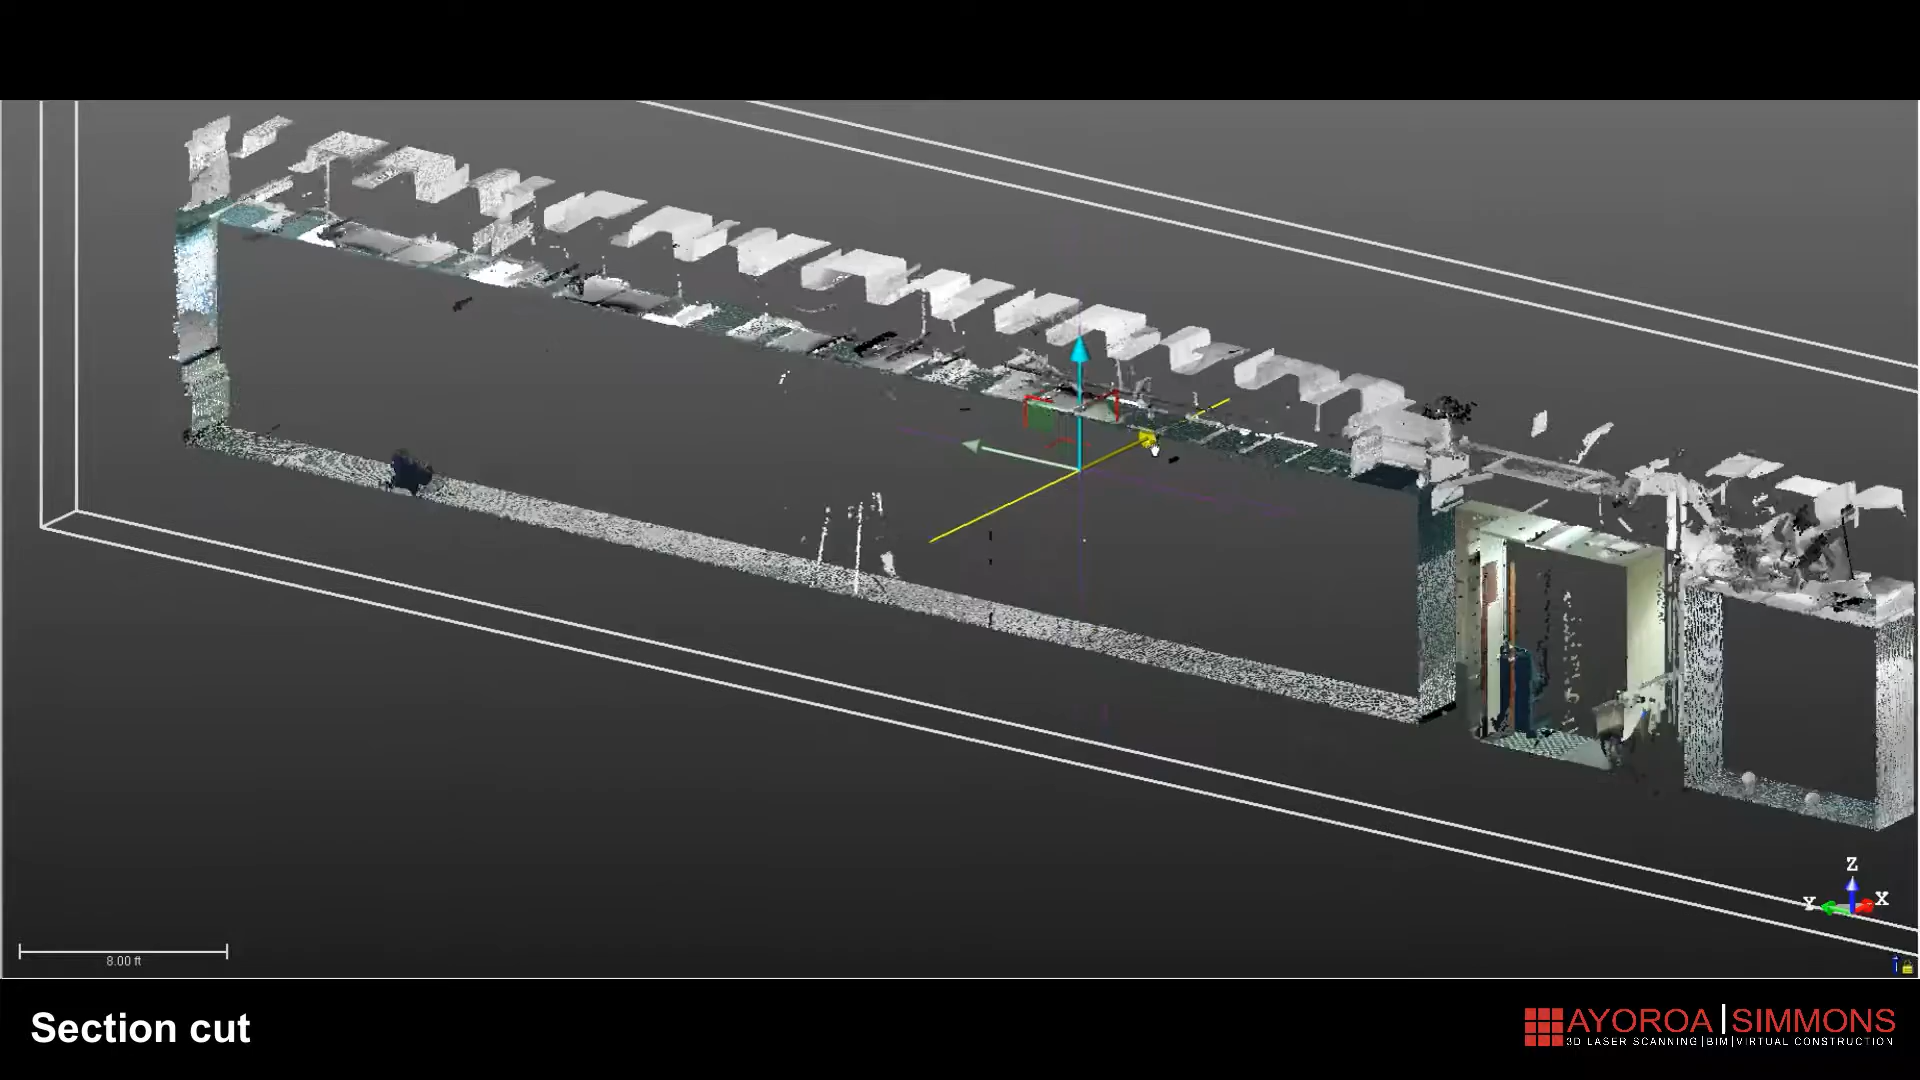 Z
Y X
8.00 ft
Section cut
AYOROA|SIMMONS
3D LASER SCANNING|BIM|VIRTUAL CONSTRUCTION